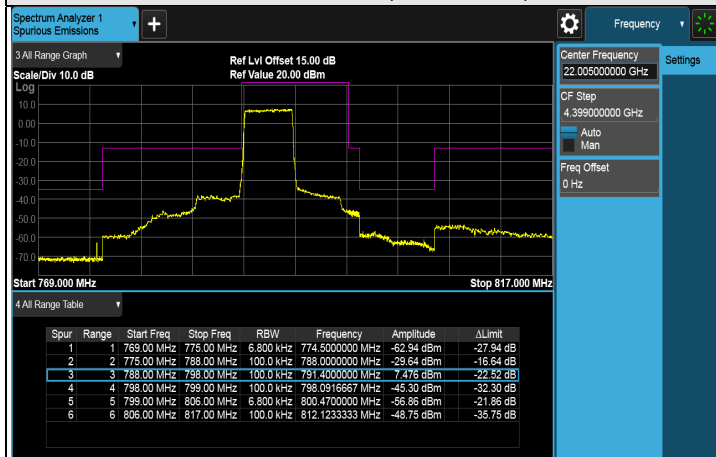 Spectrum Analyzer 1
Spurious Emissions
Frequency
3 All Range Graph
Ref Lvl Offset 15.00 dB
Scale/Div 10.0 dB
Ref Value 20.00 dBm
Log
10.0
0.00
-10.0
-20.0
-30.0
-40.0
-50.0
-60.0
-70.0
Start 769.000 MHz
Stop 817.000 MHz
Center Frequency
22.005000000 GHz
Settings
CF Step
4.399000000 GHz
Auto
Man
Freq Offset
0 Hz
4 All Range Table
Spur Range Start Freq Stop Freq RBW Frequency Amplitude ΔLimit
1 1 769.00 MHz 775.00 MHz 6.800 kHz 774.5000000 MHz -62.94 dBm -27.94 dB
2 2 775.00 MHz 788.00 MHz 100.0 kHz 788.0000000 MHz -29.64 dBm -16.64 dB
3 3 788.00 MHz 798.00 MHz 100.0 kHz 791.4000000 MHz 7.476 dBm -22.52 dB
4 4 798.00 MHz 799.00 MHz 100.0 kHz 798.0916667 MHz -45.30 dBm -32.30 dB
5 5 799.00 MHz 806.00 MHz 6.800 kHz 800.4700000 MHz -56.86 dBm -21.86 dB
6 6 806.00 MHz 817.00 MHz 100.0 kHz 812.1233333 MHz -48.75 dBm -35.75 dB